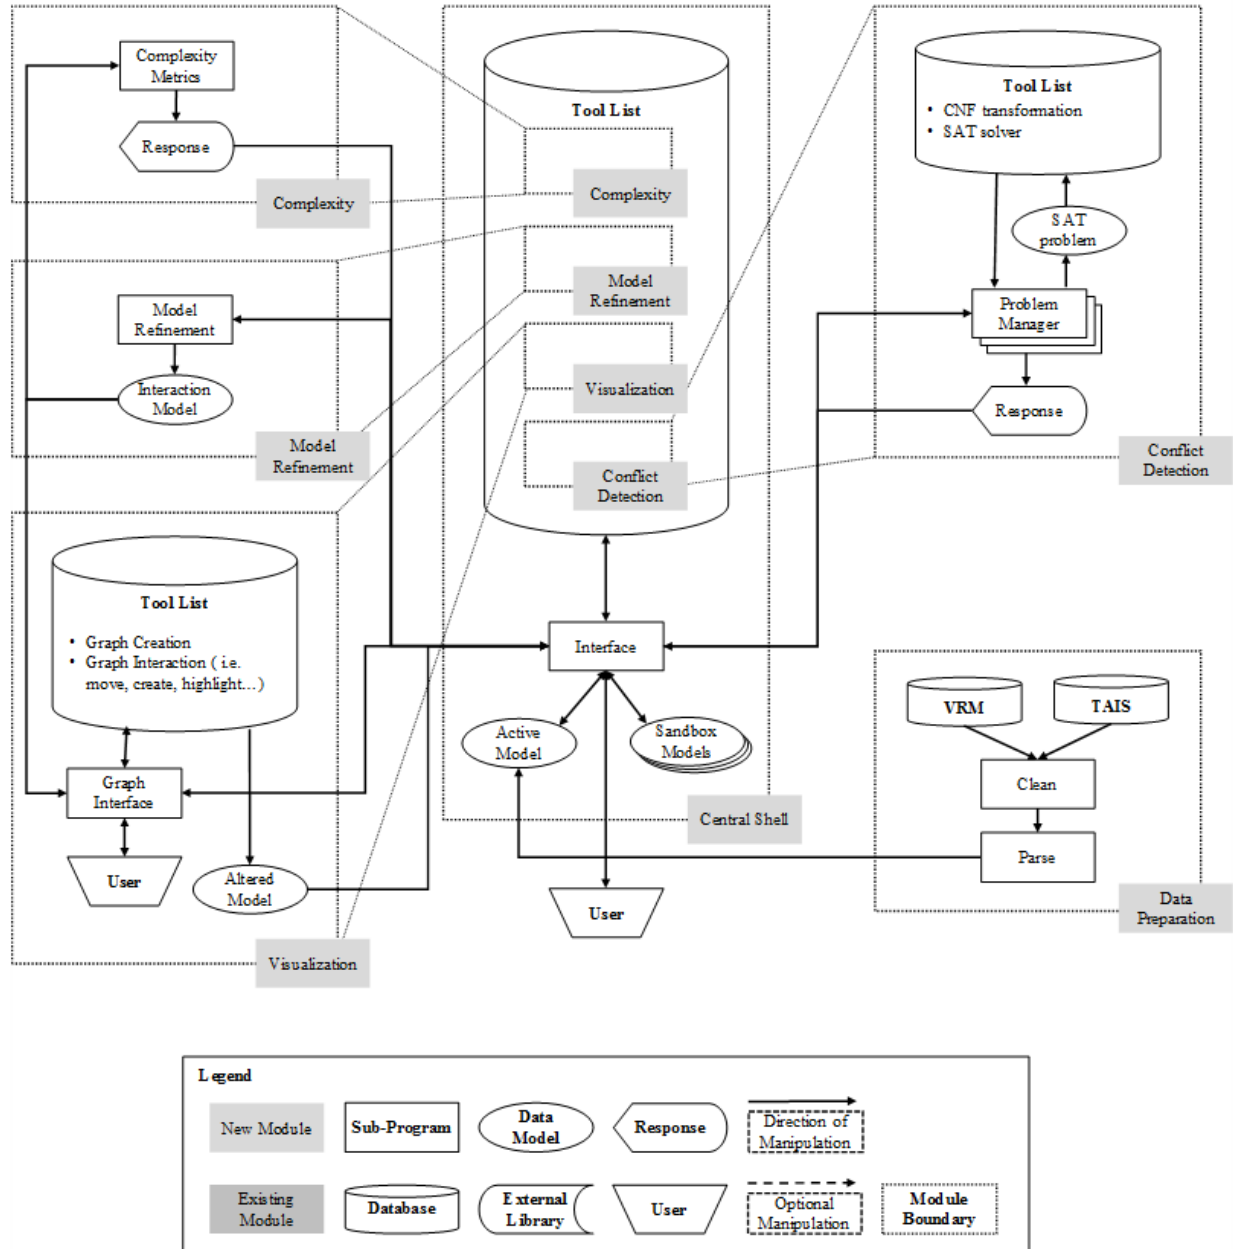 Complexity
Metrics
Response
Complexity
Model
Refinement
Interaction
Model
Model
Refinement
Tool List
• Graph Creation
• Graph Interaction ( i.e.
move, create, highlight... )
Graph
Interface
User
Altered
Model
Visualization
Tool List
Complexity
Model
Refinement
Visualization
Conflict
Detection
Interface
Active
Model
Sandbox
Models
Central Shell
User
Tool List
• CNF transformation
• SAT solver
SAT
problem
Problem
Manager
Response
Conflict
Detection
VRM
TAIS
Clean
Parse
Data
Preparation
Legend
New Module
Sub-Program
Data
Model
Response
Direction of
Manipulation
Existing
Module
Database
External
Library
User
Optional
Manipulation
Module
Boundary